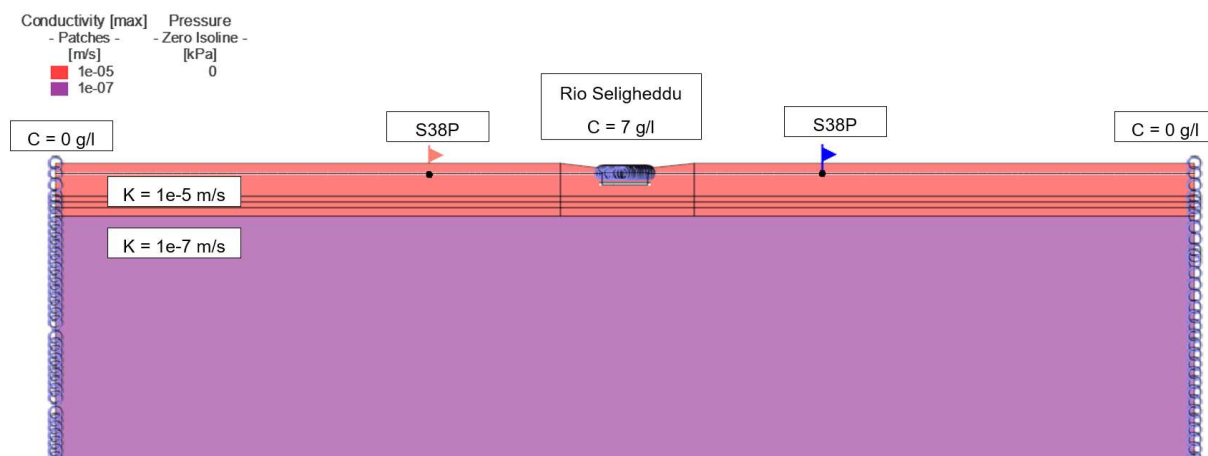 Conductivity [max]
- Patches -
[m/s]
1e-05
1e-07
Pressure
- Zero Isoline -
[kPa]
0
C = 0 g/l
S38P
Rio Seligheddu
C = 7 g/l
S38P
C = 0 g/l
K = 1e-5 m/s
K = 1e-7 m/s